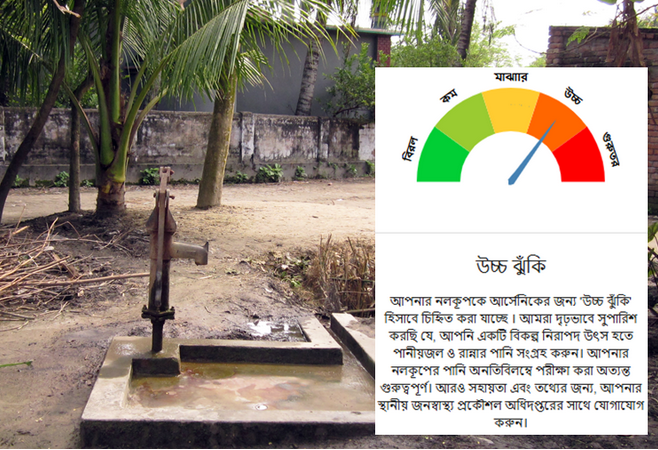 বিরল
কম
মাঝার
উচ্চ
গুরুতর
উচ্চ ঝুঁকি
আপনার নলকূপকে আর্সেনিকের জন্য 'উচ্চ ঝুঁকি'
হিসাবে চিহ্নিত করা যাচ্ছে । আমরা দৃঢ়ভাবে সুপারিশ
করছি যে, আপনি একটি বিকল্প নিরাপদ উৎস হতে
পানীয়জল ও রান্নার পানি সংগ্রহ করুন। আপনার
নলকূপের পানি অনতিবিলম্বে পরীক্ষা করা অত্যন্ত
গুরুত্বপূর্ণ। আরও সহায়তা এবং তথ্যের জন্য, আপনার
স্থানীয় জনস্বাস্থ্য প্রকৌশল অধিদপ্তরের সাথে যোগাযোগ
করুন।